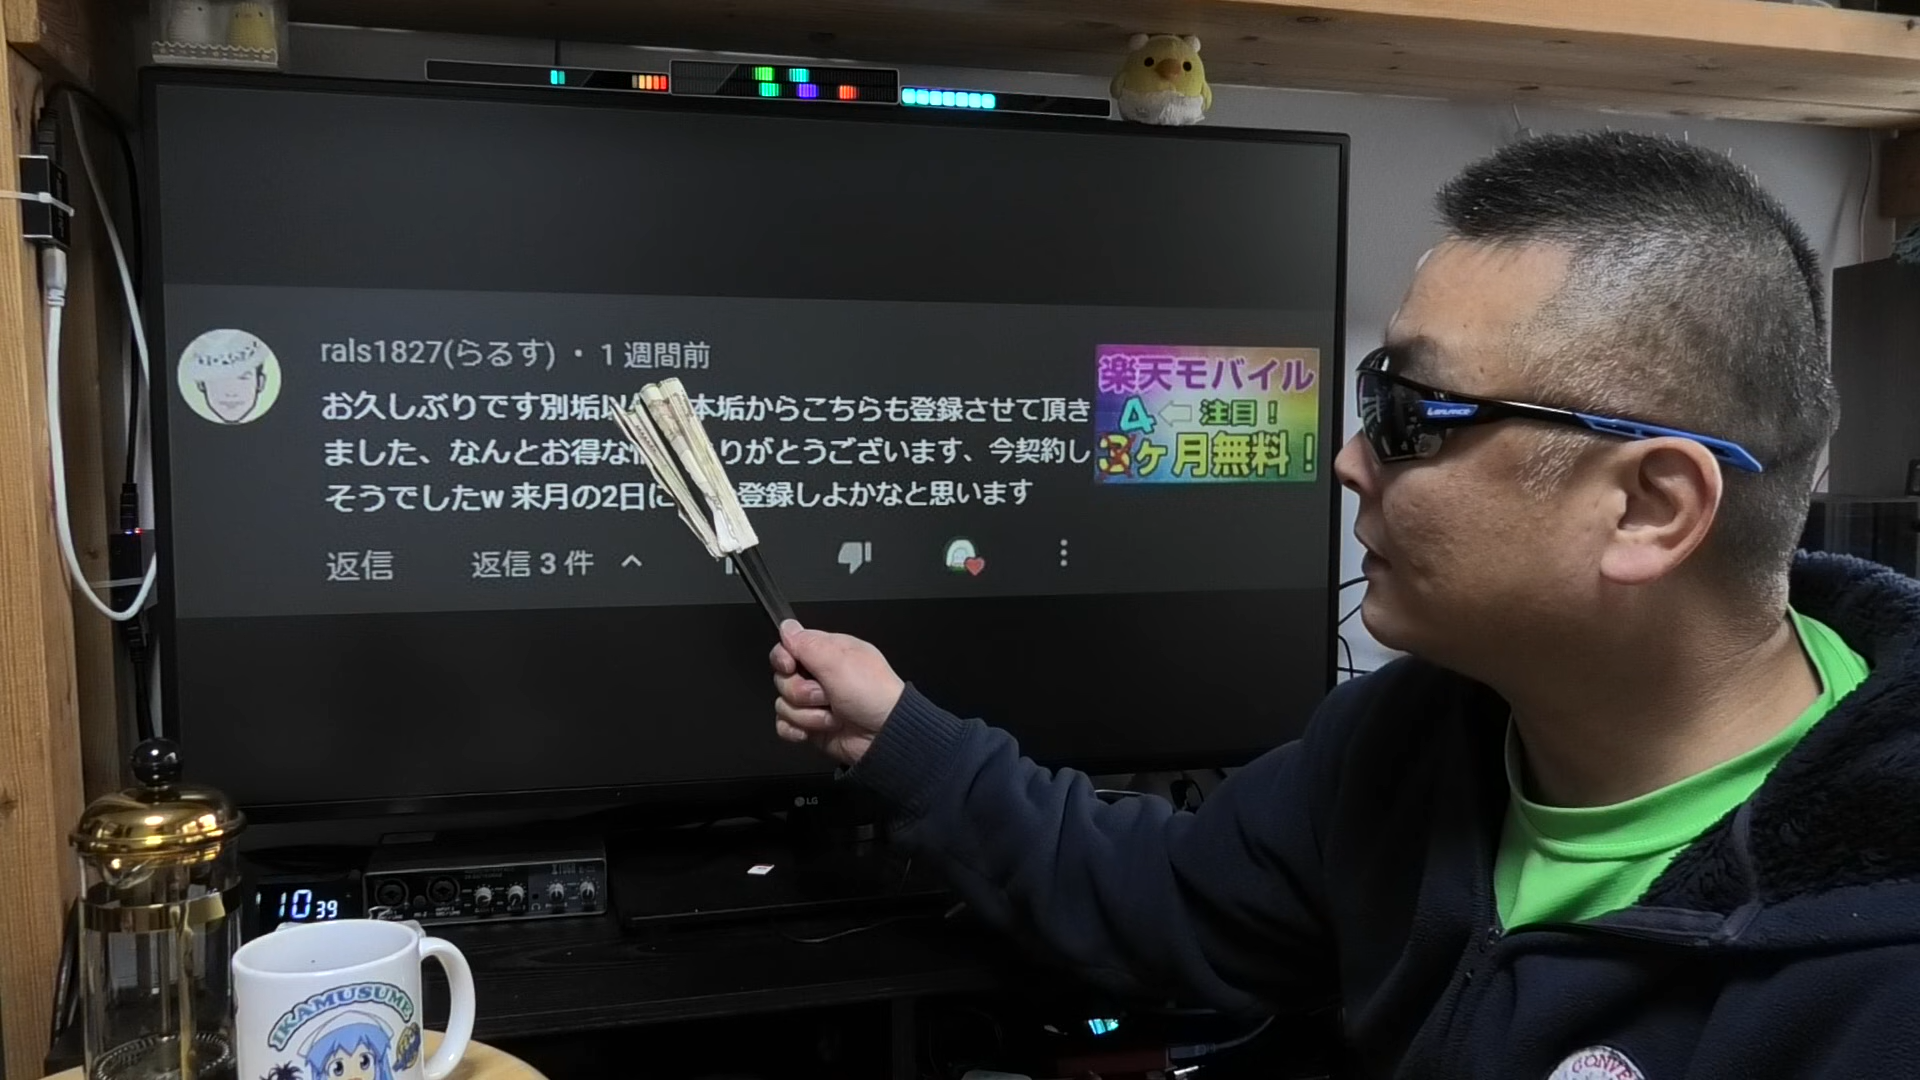 rals1827(らるす)・1 週間前
お久しぶりです別垢 本垢からこちらも登録させて頂き
ました、なんとお得な りがとうございます、今契約し
そうでしたw 来月の2日に 登録しよかなと思います
返信 返信 3 件
楽天モバイル
4 ⇦ 注目！
3ヶ月無料！
LG
10 39
IKAMUSUME
CONVE